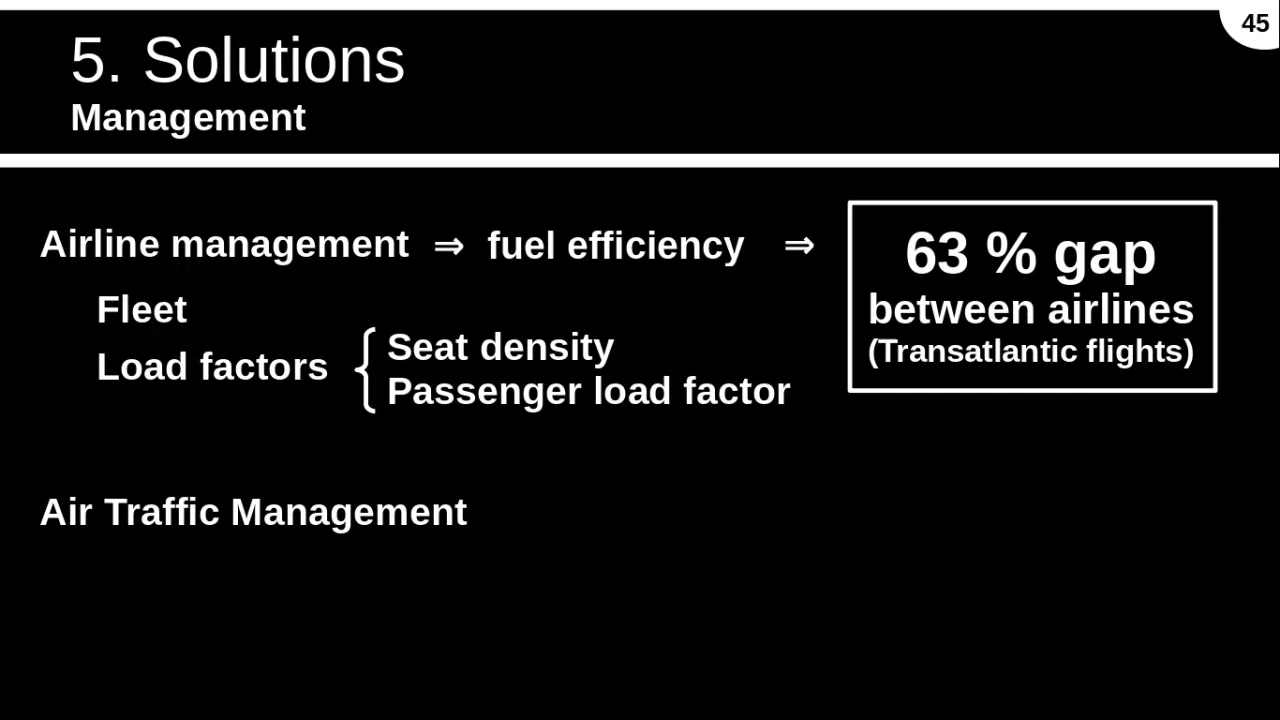 45
5. Solutions
Management
Airline management ⇒ fuel efficiency ⇒
63 % gap
between airlines
(Transatlantic flights)
Fleet
Load factors
Seat density
Passenger load factor
Air Traffic Management